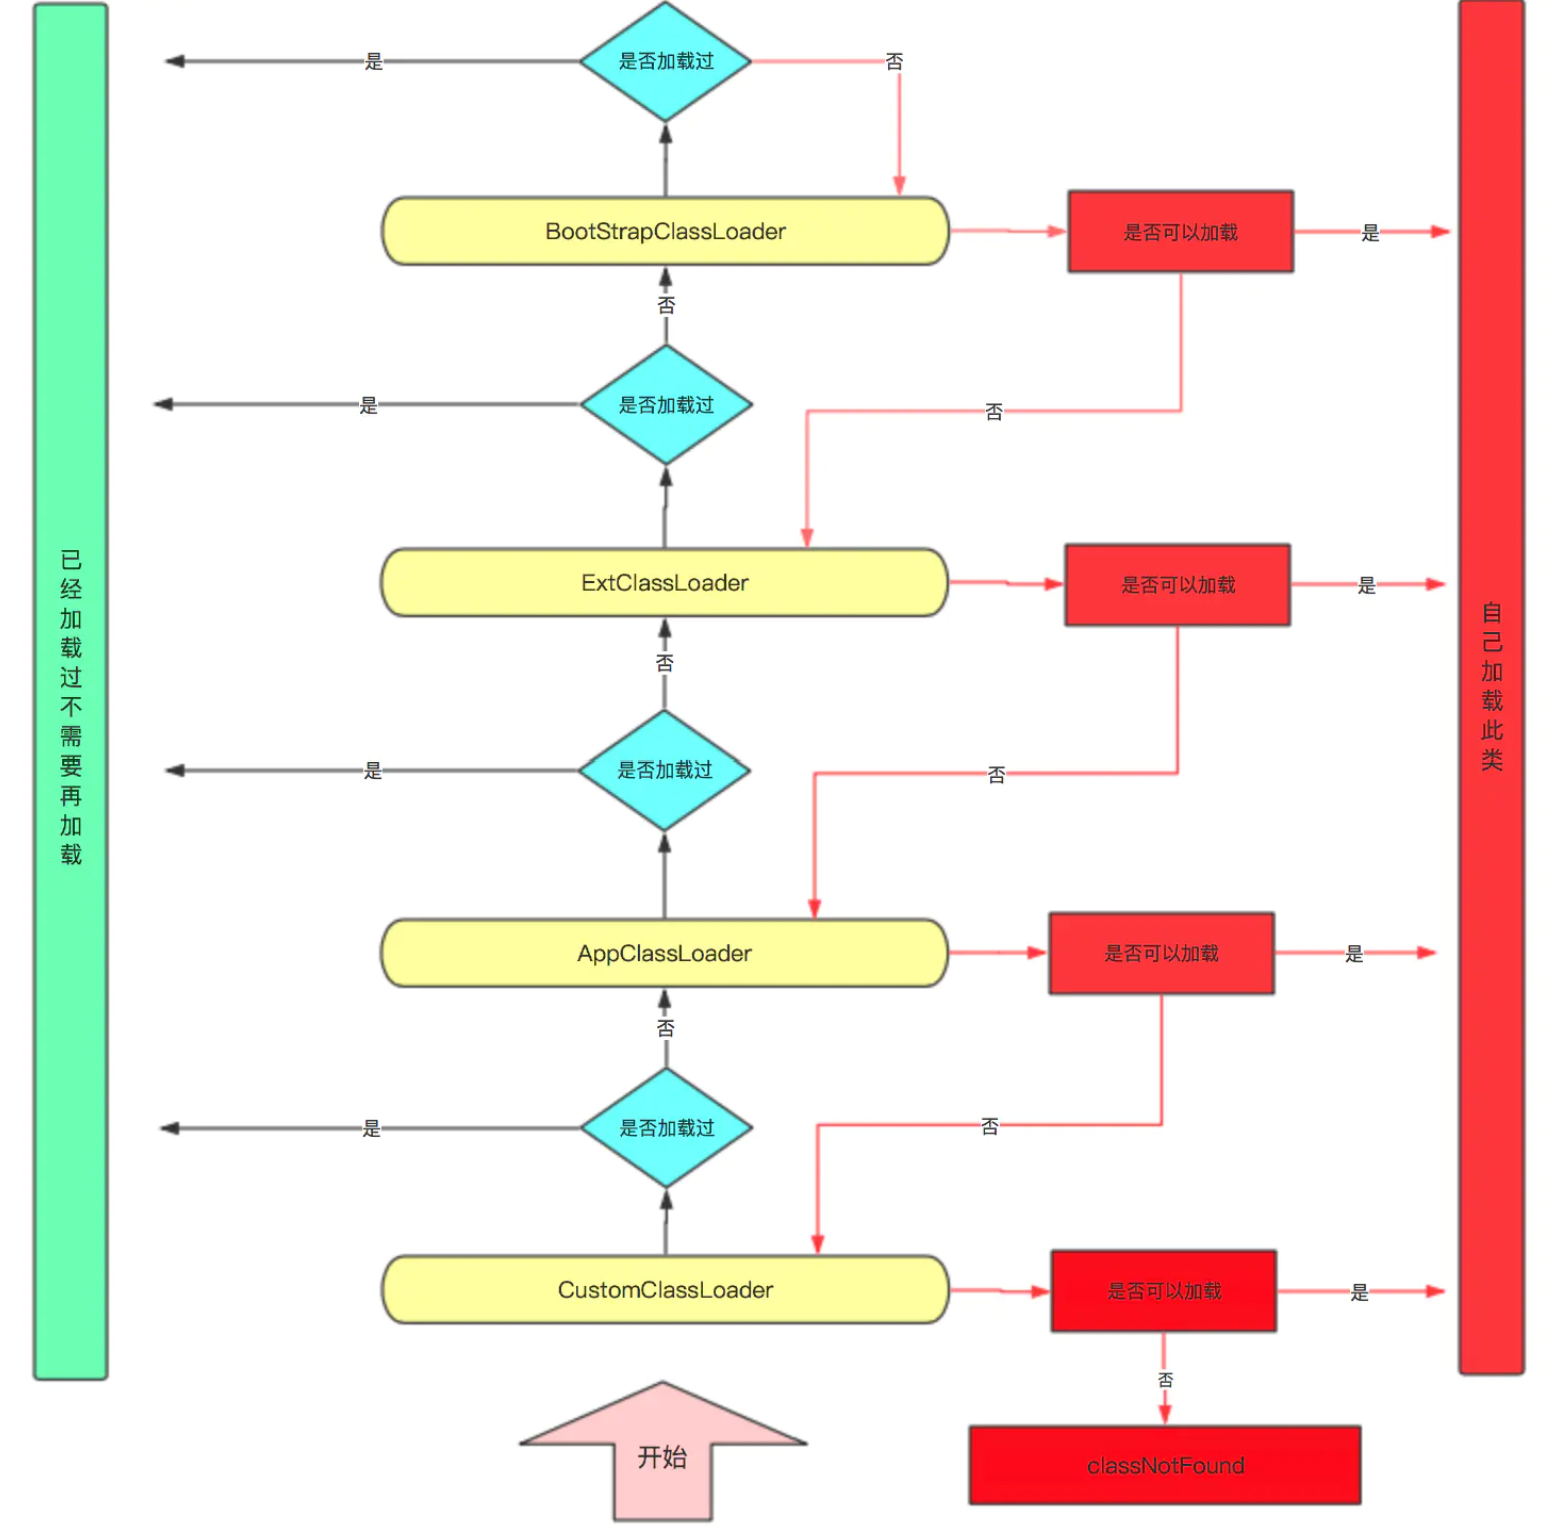 是否加载过
是
否
BootStrapClassLoader
是否可以加载
是
否
是否加载过
是
否
ExtClassLoader
是否可以加载
是
否
是否加载过
是
否
AppClassLoader
是否可以加载
是
否
是否加载过
是
否
CustomClassLoader
是否可以加载
是
否
开始
classNotFound
已经加载过不需要再加载
自己加载此类